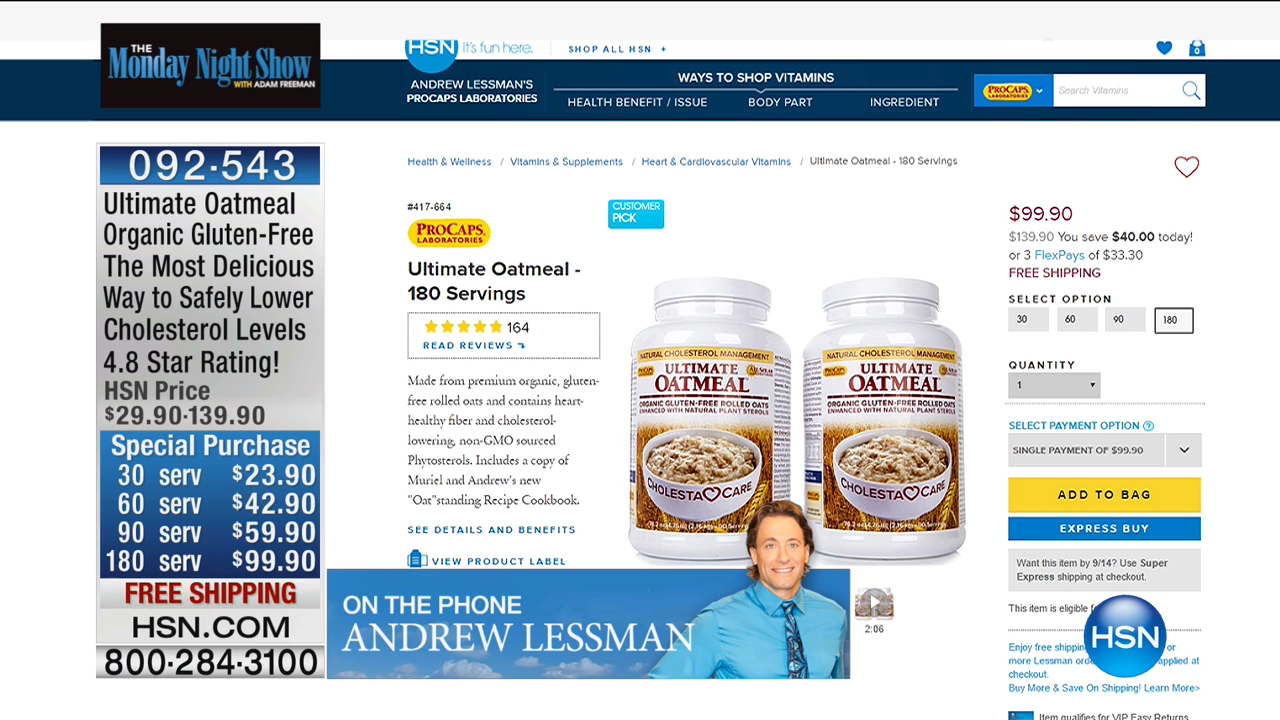 THE
Monday Night Show
WITH ADAM FREEMAN
092-543
Ultimate Oatmeal
Organic Gluten-Free
The Most Delicious
Way to Safely Lower
Cholesterol Levels
4.8 Star Rating!
HSN Price
$29.90-139.90
Special Purchase
30 serv $23.90
60 serv $42.90
90 serv $59.90
180 serv $99.90
FREE SHIPPING
HSN.COM
800·284·3100
HSN It's fun here.
SHOP ALL HSN +
0
ANDREW LESSMAN'S
PROCAPS LABORATORIES
WAYS TO SHOP VITAMINS
HEALTH BENEFIT / ISSUE BODY PART INGREDIENT
PROCAPS
LABORATORIES
Search Vitamins
Health & Wellness / Vitamins & Supplements / Heart & Cardiovascular Vitamins / Ultimate Oatmeal - 180 Servings
#417-664
CUSTOMER
PICK
PROCAPS
LABORATORIES
Ultimate Oatmeal -
180 Servings
164
READ REVIEWS
Made from premium organic, gluten-
free rolled oats and contains heart-
healthy fiber and cholesterol-
lowering, non-GMO sourced
Phytosterols. Includes a copy of
Muriel and Andrew's new
"Oat"standing Recipe Cookbook.
SEE DETAILS AND BENEFITS
VIEW PRODUCT LABEL
NATURAL CHOLESTEROL MANAGEMENT
ULTIMATE
OATMEAL
ORGANIC GLUTEN-FREE ROLLED OATS
ENHANCED WITH NATURAL PLANT STEROLS
CHOLESTACARE
NATURAL CHOLESTEROL MANAGEMENT
ULTIMATE
OATMEAL
ORGANIC GLUTEN-FREE ROLLED OATS
ENHANCED WITH NATURAL PLANT STEROLS
CHOLESTACARE
2:06
ON THE PHONE
ANDREW LESSMAN
$99.90
$139.90 You save $40.00 today!
or 3 FlexPays of $33.30
FREE SHIPPING
SELECT OPTION
30 60 90 180
QUANTITY
1
SELECT PAYMENT OPTION ?
SINGLE PAYMENT OF $99.90
ADD TO BAG
EXPRESS BUY
Want this item by 9/14? Use Super
Express shipping at checkout.
This item is eligible
HSN
Enjoy free shipping or
more Lessman applied at
checkout.
Buy More & Save On Shipping! Learn More>
Item qualifies for VIP Easy Returns